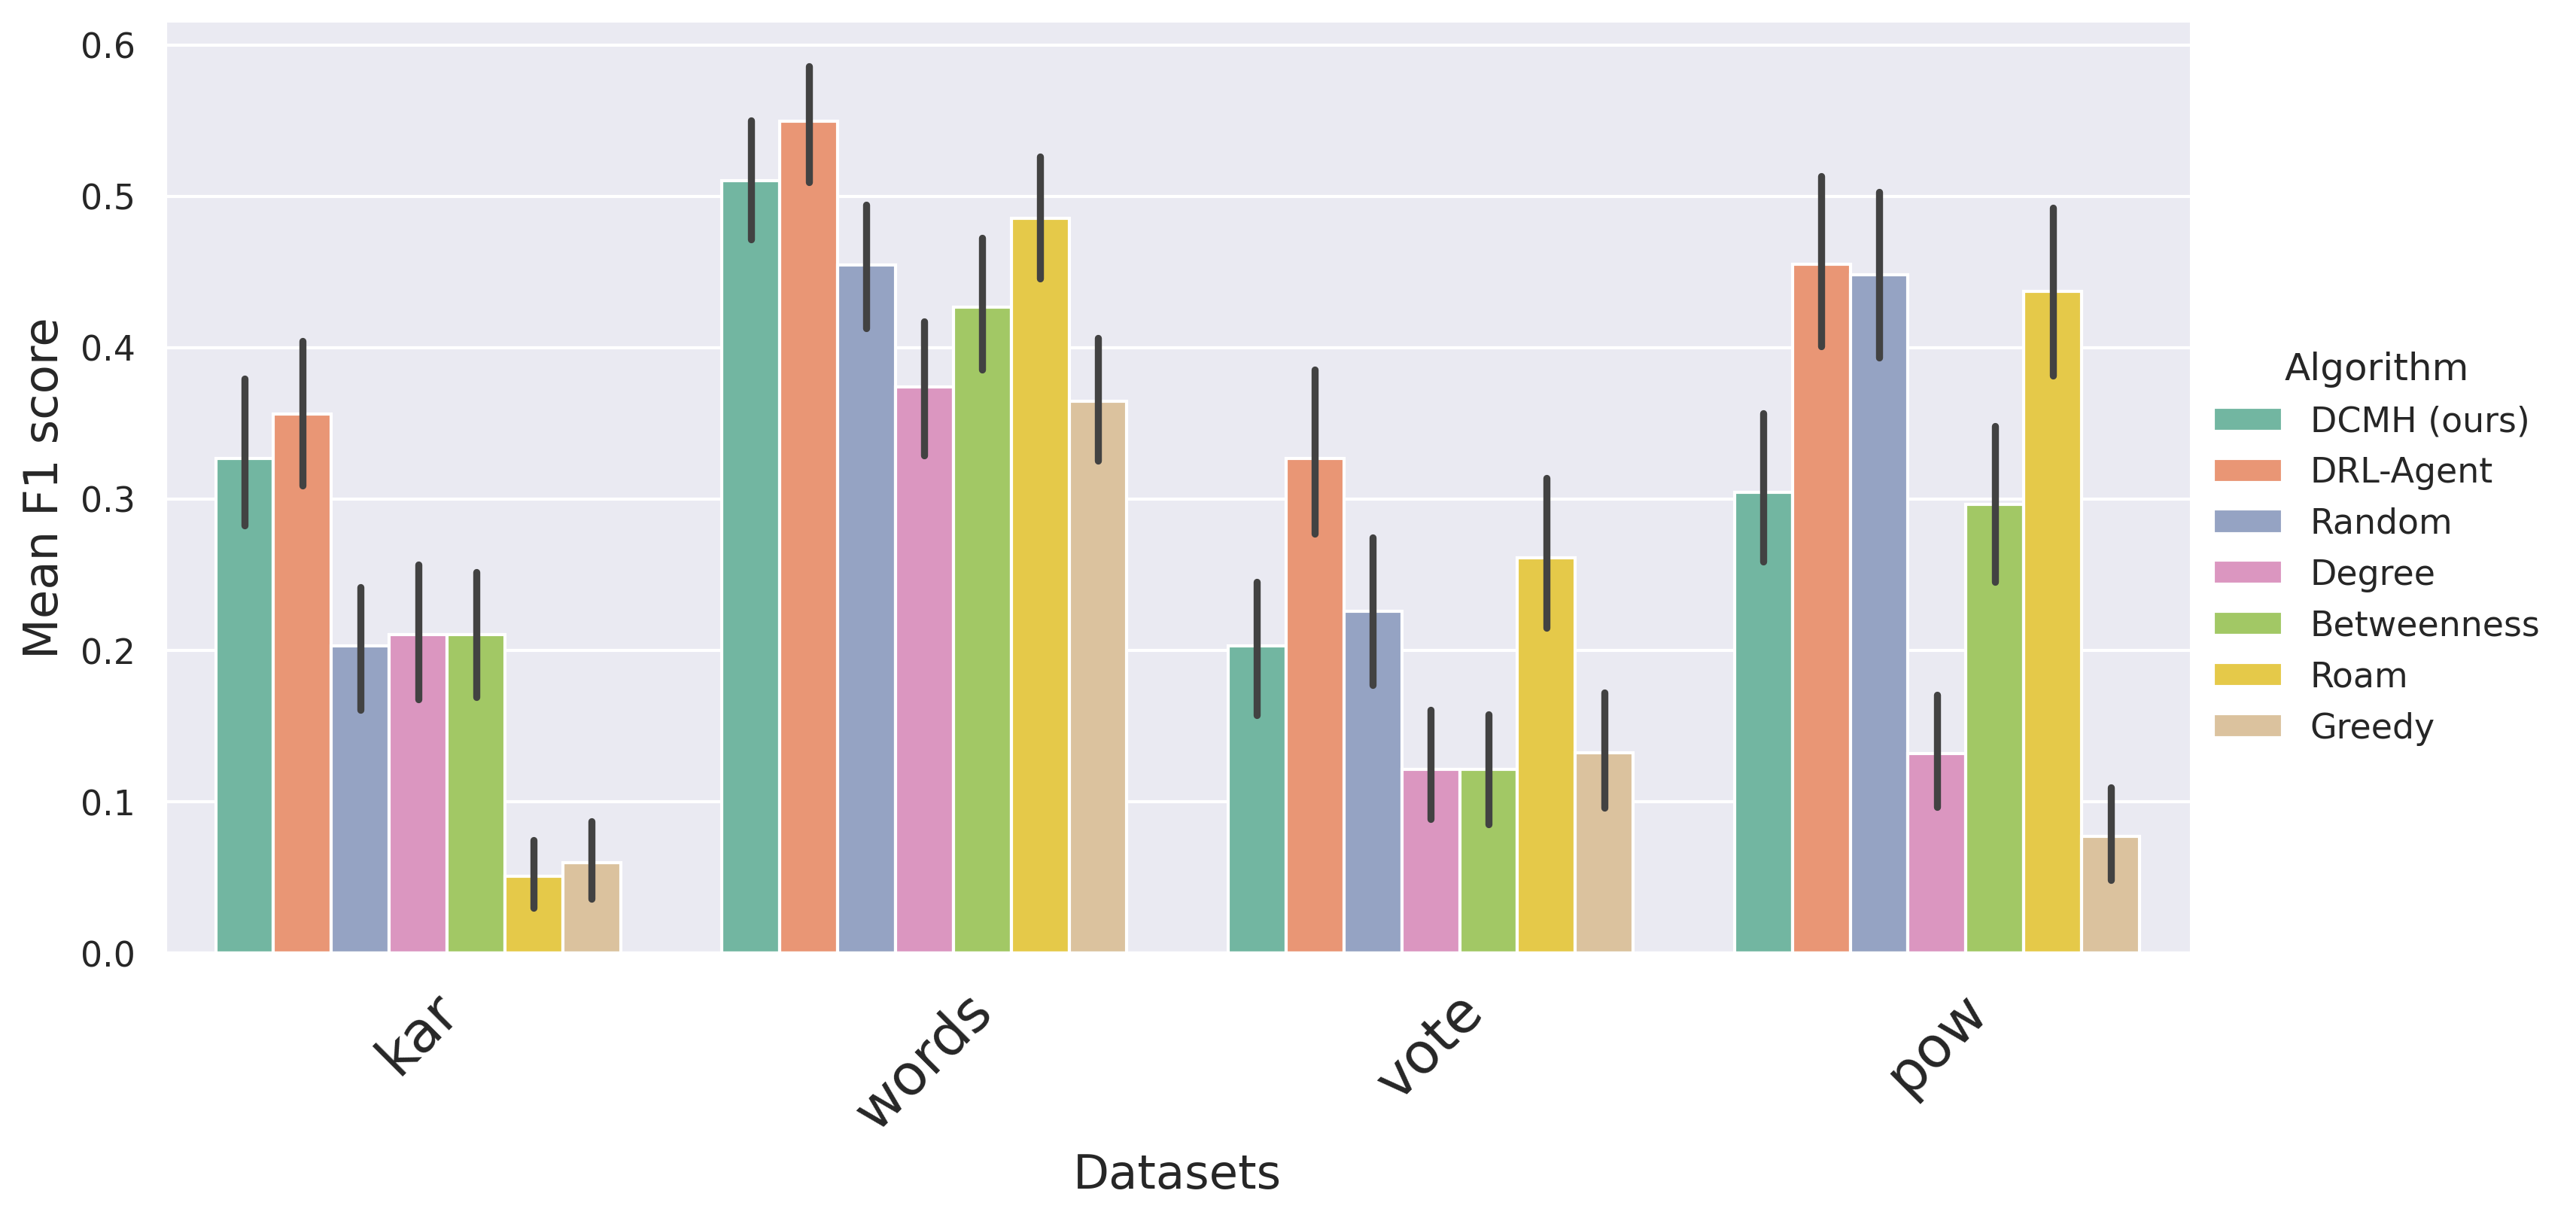 Mean F1 score
0.6
0.5
0.4
0.3
0.2
0.1
0.0
kar
words
vote
pow
Datasets
Algorithm
DCMH (ours)
DRL-Agent
Random
Degree
Betweenness
Roam
Greedy